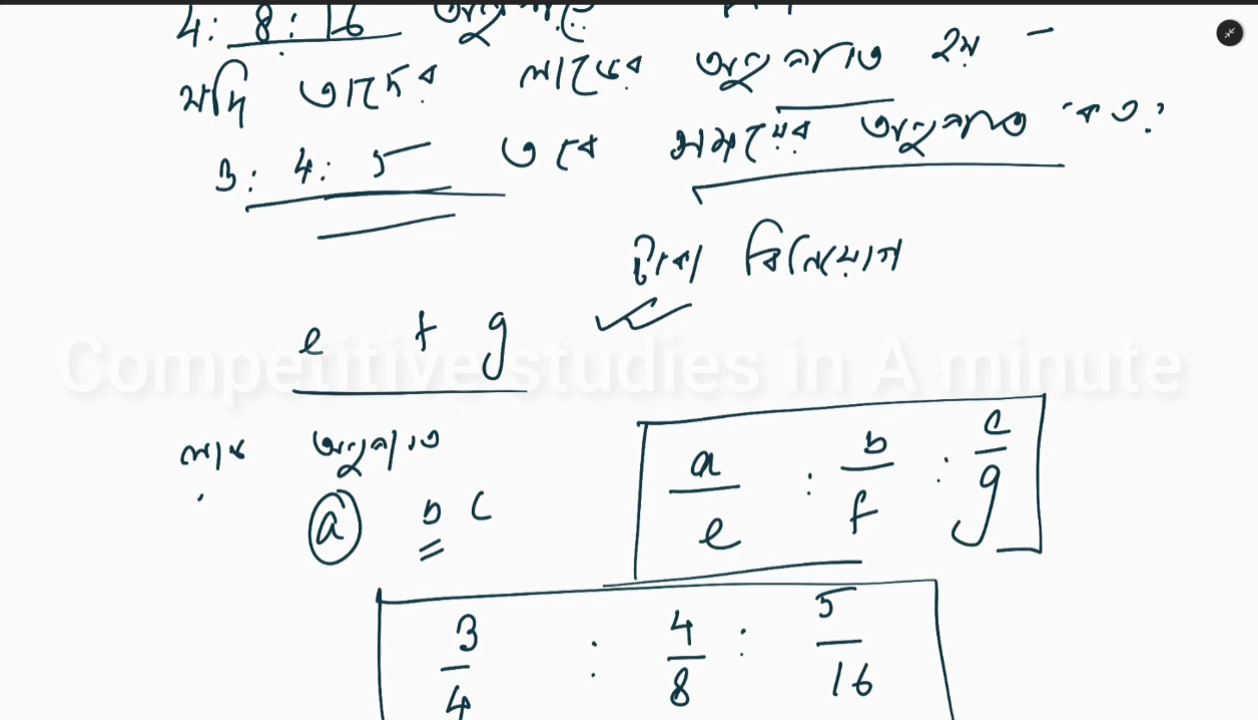 4: 8: 16
যদি তাদের লাভের অনুপাত হয় -
3: 4: 5 তবে সময়ের অনুপাত কত?
টাকা বিনিয়োগ
e f g
Competitive studies in A minute
লাভ অনুপাত
a b c
a/e : b/f : c/g
3/4 : 4/8 : 5/16